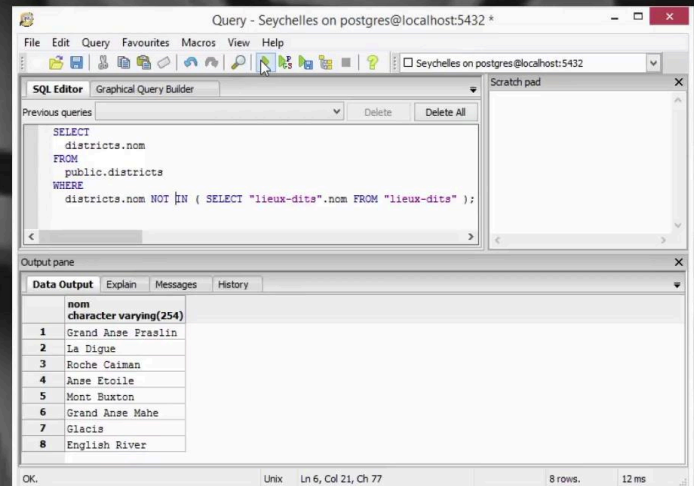 Query - Seychelles on postgres@localhost:5432 *
File Edit Query Favourites Macros View Help
Seychelles on postgres@localhost:5432
SQL Editor Graphical Query Builder
Previous queries Delete Delete All
SELECT
districts.nom
FROM
public.districts
WHERE
districts.nom NOT IN ( SELECT "lieux-dits".nom FROM "lieux-dits" );
Scratch pad
Output pane
Data Output Explain Messages History
nom
character varying(254)
1 Grand Anse Praslin
2 La Digue
3 Roche Caiman
4 Anse Etoile
5 Mont Buxton
6 Grand Anse Mahe
7 Glacis
8 English River
OK. Unix Ln 6, Col 21, Ch 77 8 rows. 12 ms